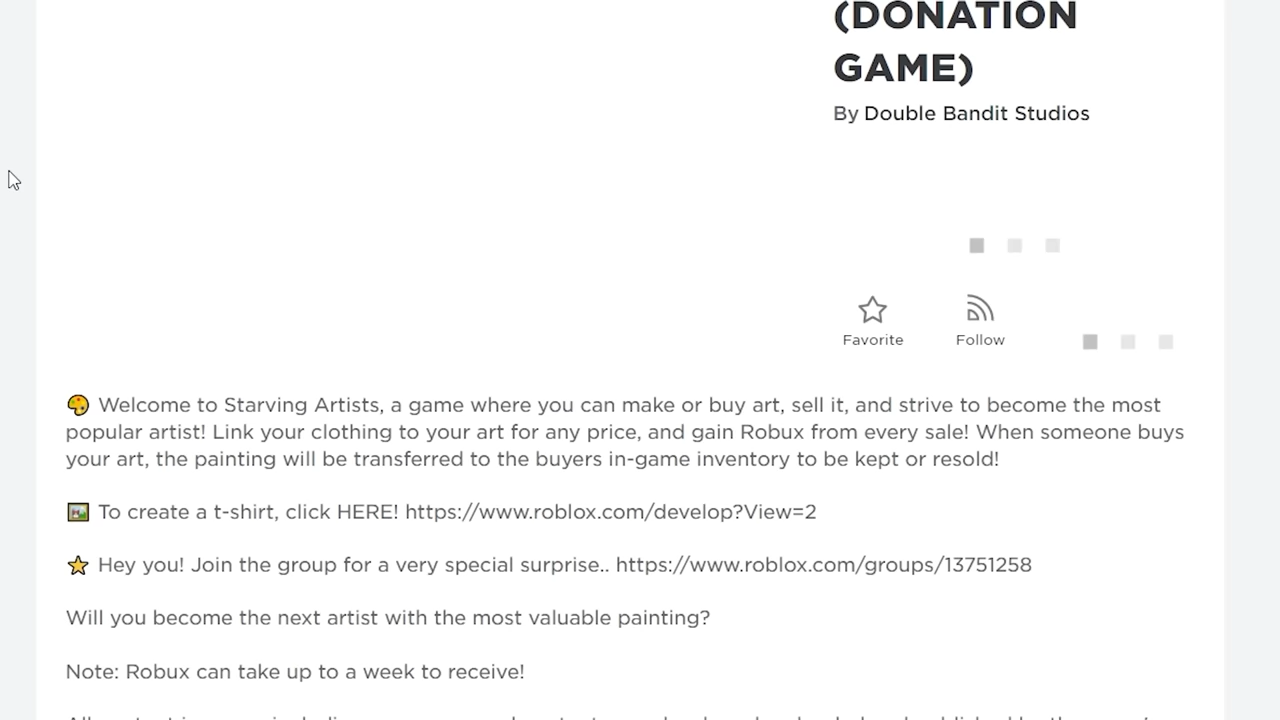 (DONATION
GAME)
By Double Bandit Studios
Favorite
Follow
🎨 Welcome to Starving Artists, a game where you can make or buy art, sell it, and strive to become the most
popular artist! Link your clothing to your art for any price, and gain Robux from every sale! When someone buys
your art, the painting will be transferred to the buyers in-game inventory to be kept or resold!
🖼️ To create a t-shirt, click HERE! https://www.roblox.com/develop?View=2
⭐ Hey you! Join the group for a very special surprise.. https://www.roblox.com/groups/13751258
Will you become the next artist with the most valuable painting?
Note: Robux can take up to a week to receive!